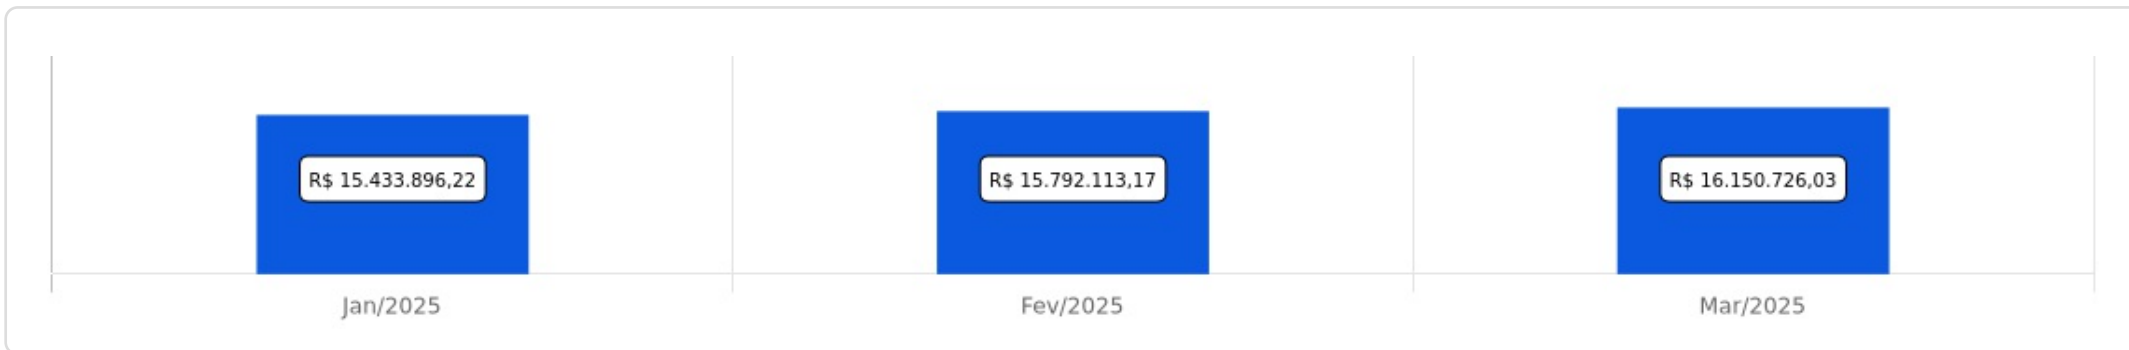 R$ 15.433.896,22
R$ 15.792.113,17
R$ 16.150.726,03
Jan/2025
Fev/2025
Mar/2025